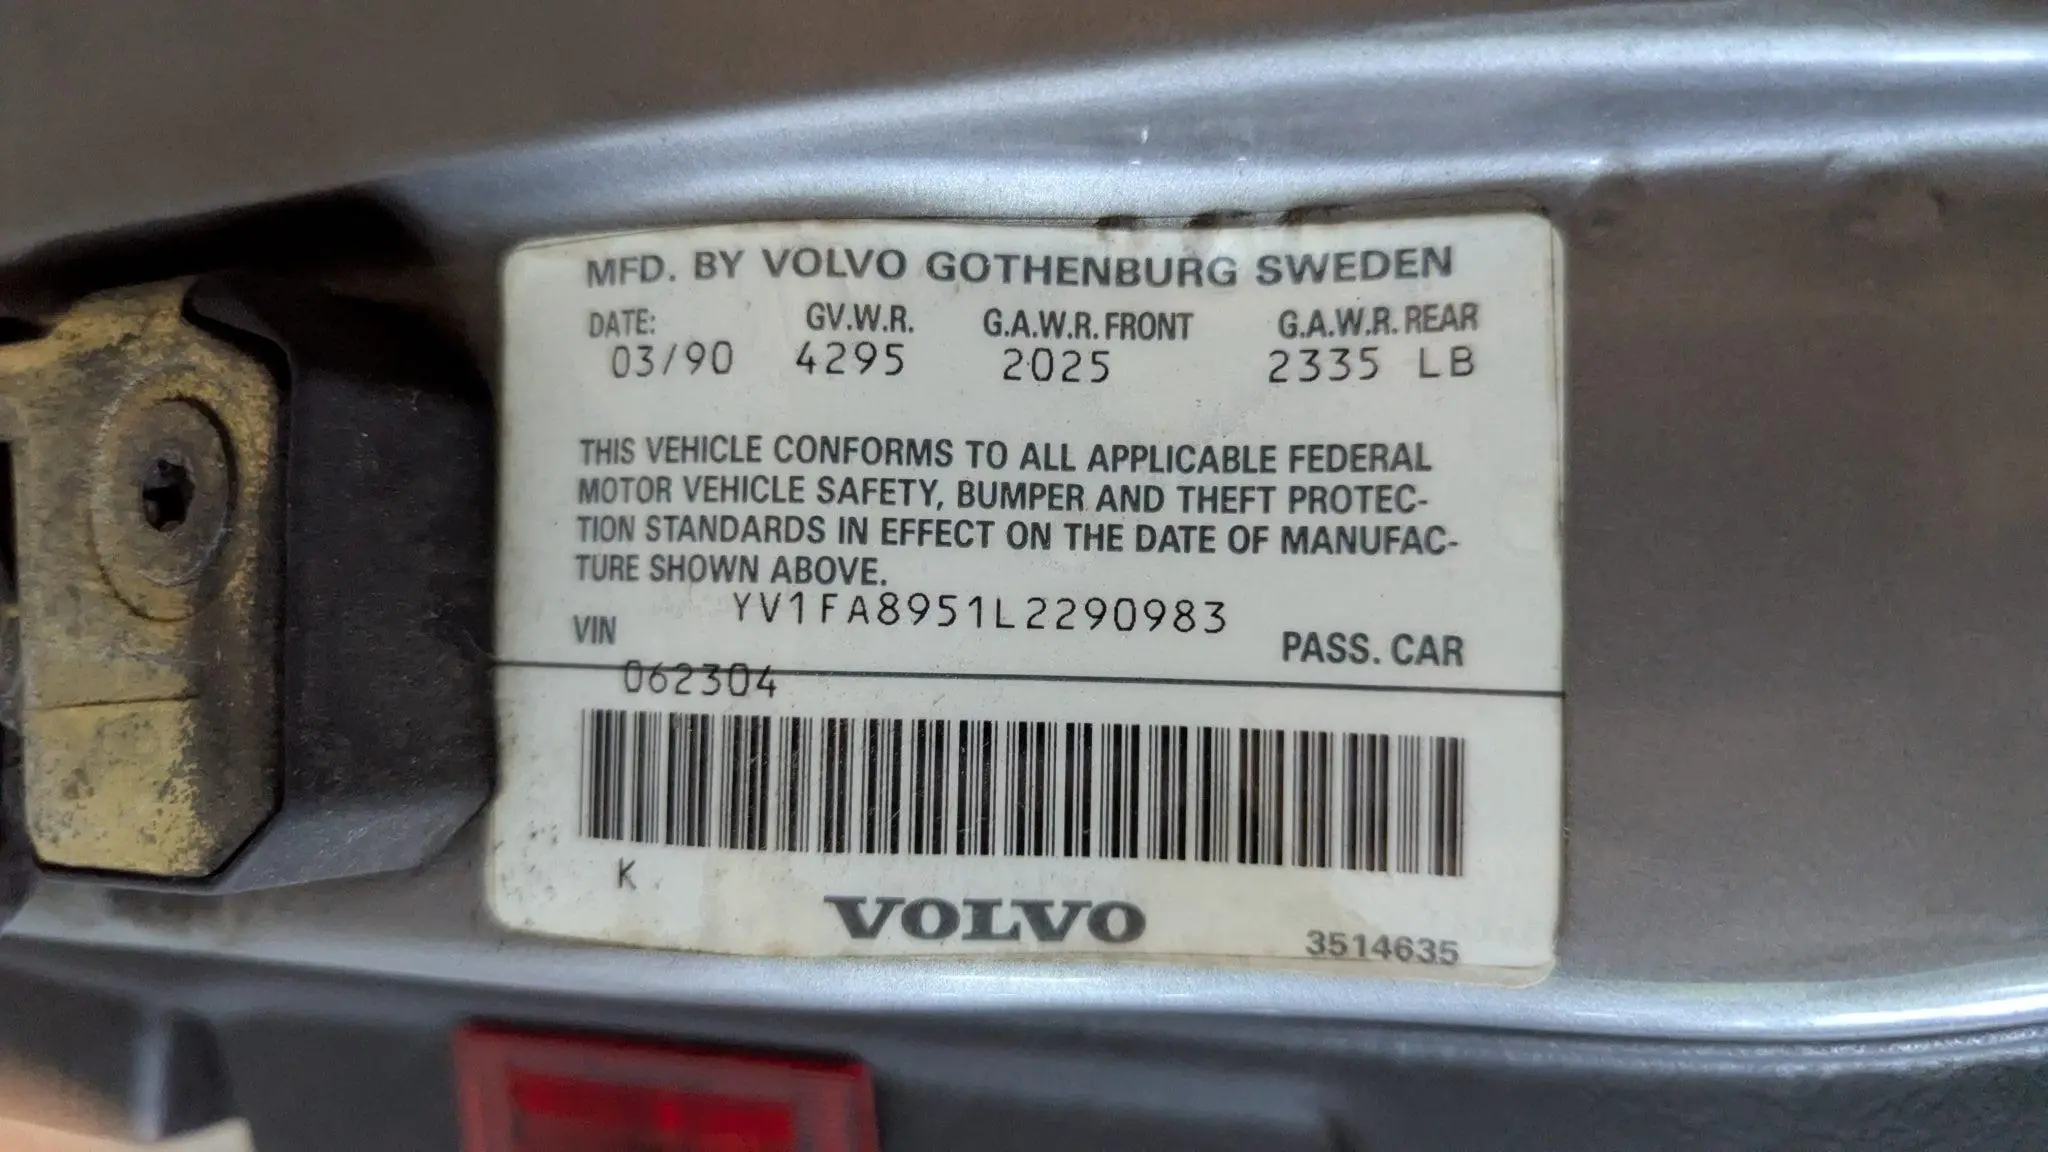 MFD. BY VOLVO GOTHENBURG SWEDEN
DATE: GV.W.R. G.A.W.R. FRONT G.A.W.R. REAR
03/90 4295 2025 2335 LB
THIS VEHICLE CONFORMS TO ALL APPLICABLE FEDERAL
MOTOR VEHICLE SAFETY, BUMPER AND THEFT PROTEC-
TION STANDARDS IN EFFECT ON THE DATE OF MANUFAC-
TURE SHOWN ABOVE.
VIN YV1FA8951L2290983 PASS. CAR
062304
K
VOLVO
3514635